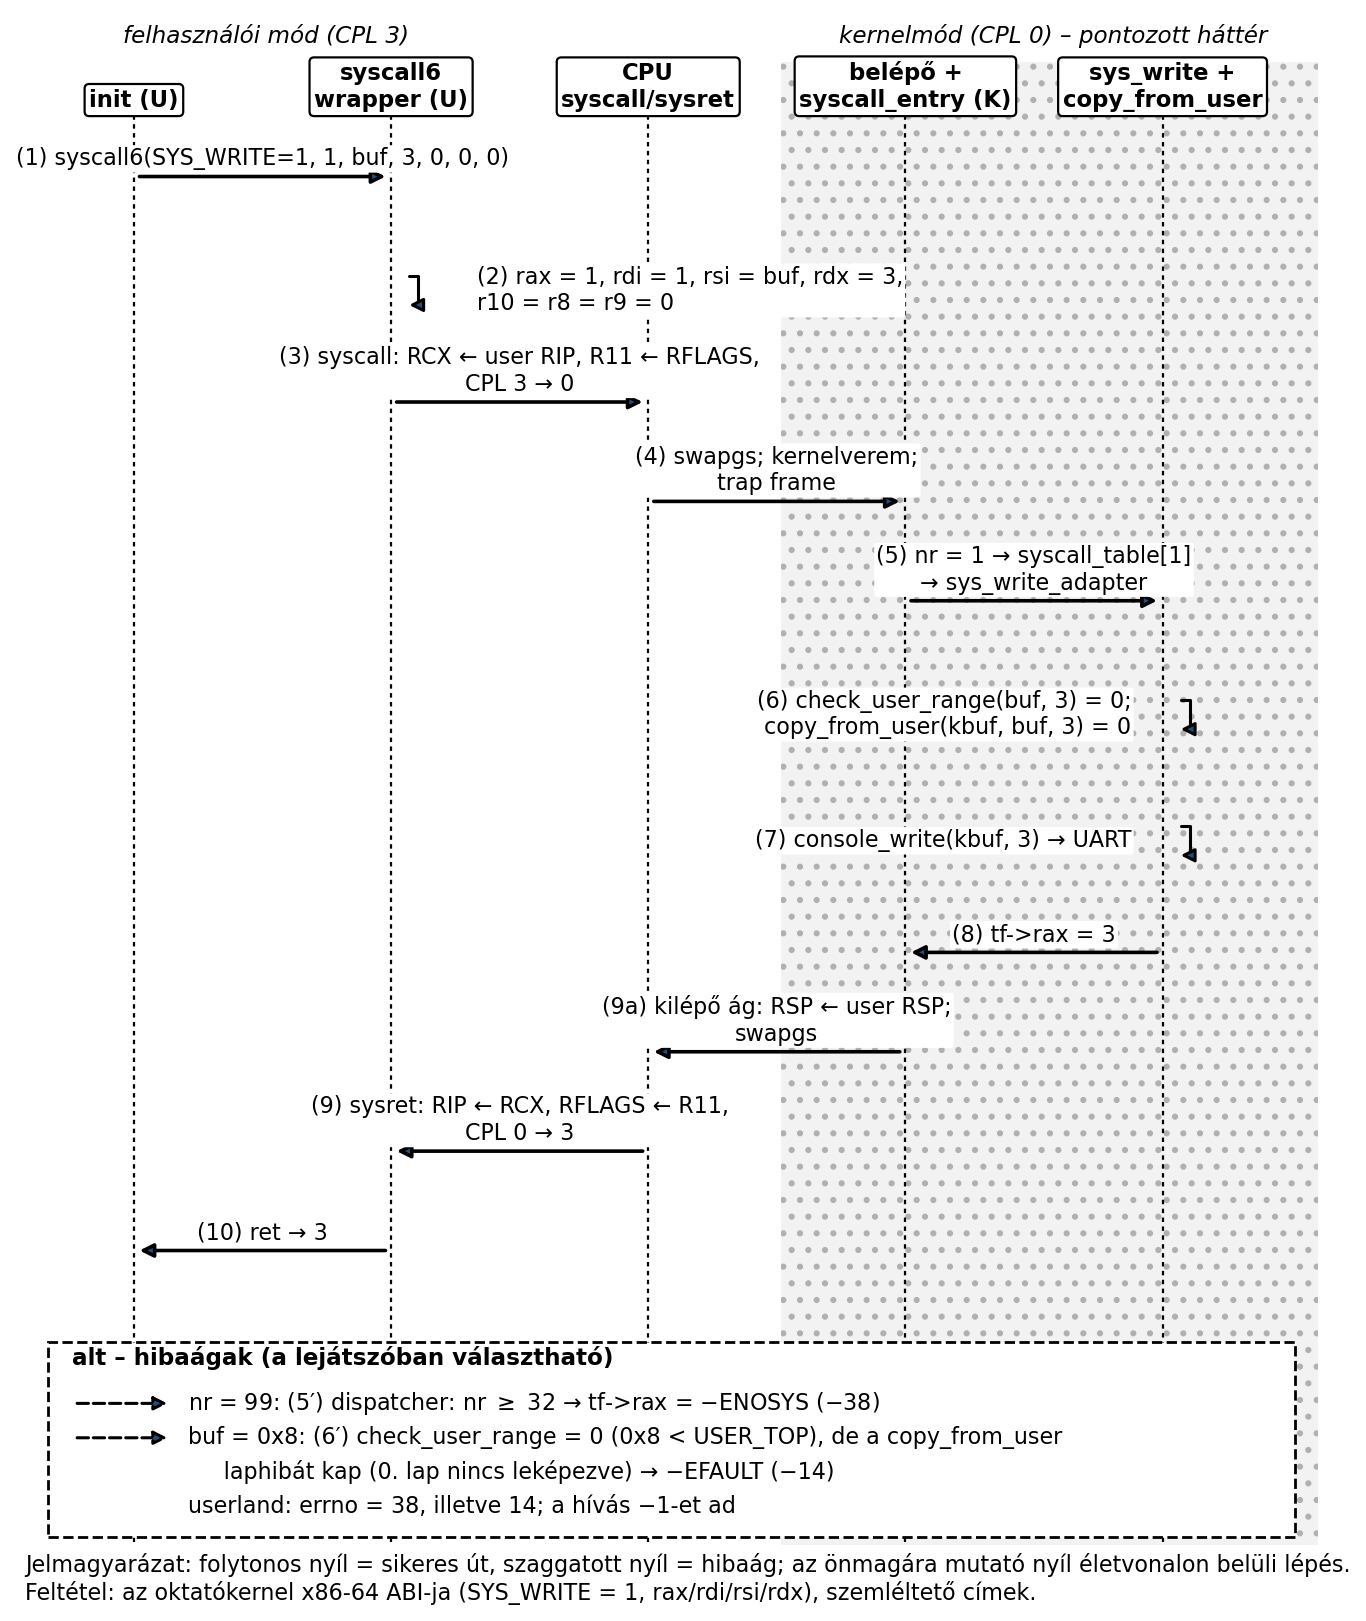 felhasználói mód (CPL 3)
kernelmód (CPL 0) – pontozott háttér
init (U)
syscall6
wrapper (U)
CPU
syscall/sysret
belépő +
syscall_entry (K)
sys_write +
copy_from_user
(1) syscall6(SYS_WRITE=1, 1, buf, 3, 0, 0, 0)
(2) rax = 1, rdi = 1, rsi = buf, rdx = 3,
r10 = r8 = r9 = 0
(3) syscall: RCX ← user RIP, R11 ← RFLAGS,
CPL 3 → 0
(4) swapgs; kernelverem;
trap frame
(5) nr = 1 → syscall_table[1]
→ sys_write_adapter
(6) check_user_range(buf, 3) = 0;
copy_from_user(kbuf, buf, 3) = 0
(7) console_write(kbuf, 3) → UART
(8) tf->rax = 3
(9a) kilépő ág: RSP ← user RSP;
swapgs
(9) sysret: RIP ← RCX, RFLAGS ← R11,
CPL 0 → 3
(10) ret → 3
alt – hibaágak (a lejátszóban választható)
nr = 99: (5′) dispatcher: nr ≥ 32 → tf->rax = −ENOSYS (−38)
buf = 0x8: (6′) check_user_range = 0 (0x8 < USER_TOP), de a copy_from_user
laphibát kap (0. lap nincs leképezve) → −EFAULT (−14)
userland: errno = 38, illetve 14; a hívás −1-et ad
Jelmagyarázat: folytonos nyíl = sikeres út, szaggatott nyíl = hibaág; az önmagára mutató nyíl életvonalon belüli lépés.
Feltétel: az oktatókernel x86-64 ABI-ja (SYS_WRITE = 1, rax/rdi/rsi/rdx), szemléltető címek.